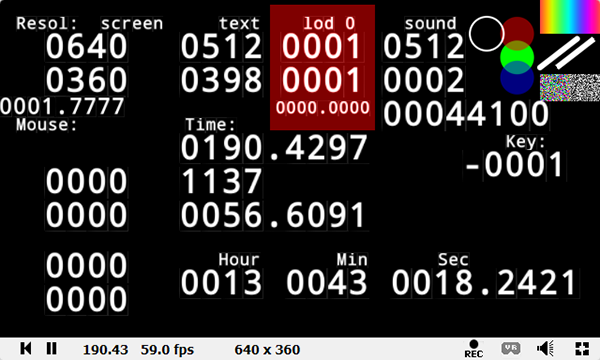 Resol: screen text lod 0 sound
0640 0512 0001 0512
0360 0398 0001 0002
0001.7777 0000.0000 00044100
Mouse: Time: Key:
0190.4297 -0001
0000 1137
0000 0056.6091
Hour Min Sec
0000 0013 0043 0018.2421
0000
190.43 59.0 fps 640 x 360 REC VR